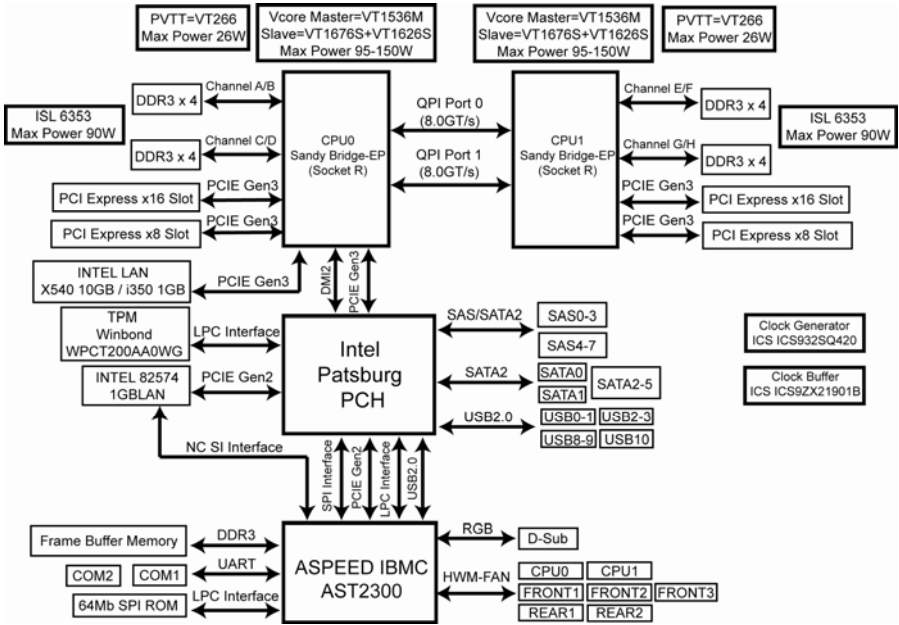 PVTT=VT266
Max Power 26W
Vcore Master=VT1536M
Slave=VT1676S+VT1626S
Max Power 95-150W
Vcore Master=VT1536M
Slave=VT1676S+VT1626S
Max Power 95-150W
PVTT=VT266
Max Power 26W
ISL 6353
Max Power 90W
DDR3 x 4
Channel A/B
DDR3 x 4
Channel C/D
PCI Express x16 Slot
PCIE Gen3
PCI Express x8 Slot
PCIE Gen3
CPU0
Sandy Bridge-EP
(Socket R)
QPI Port 0
(8.0GT/s)
QPI Port 1
(8.0GT/s)
CPU1
Sandy Bridge-EP
(Socket R)
Channel E/F
DDR3 x 4
Channel G/H
DDR3 x 4
PCIE Gen3
PCI Express x16 Slot
PCIE Gen3
PCI Express x8 Slot
ISL 6353
Max Power 90W
INTEL LAN
X540 10GB / i350 1GB
PCIE Gen3
DMI2
PCIE Gen3
TPM
Winbond
WPCT200AA0WG
LPC Interface
INTEL 82574
1GBLAN
PCIE Gen2
Intel
Patsburg
PCH
SAS/SATA2
SAS0-3
SAS4-7
SATA2
SATA0
SATA1
SATA2-5
USB2.0
USB0-1
USB2-3
USB8-9
USB10
Clock Generator
ICS ICS932SQ420
Clock Buffer
ICS ICS9ZX21901B
NC SI Interface
SPI Interface
PCIE Gen2
LPC Interface
USB2.0
Frame Buffer Memory
DDR3
COM2
COM1
UART
64Mb SPI ROM
LPC Interface
ASPEED IBMC
AST2300
RGB
D-Sub
HWM-FAN
CPU0
CPU1
FRONT1
FRONT2
FRONT3
REAR1
REAR2